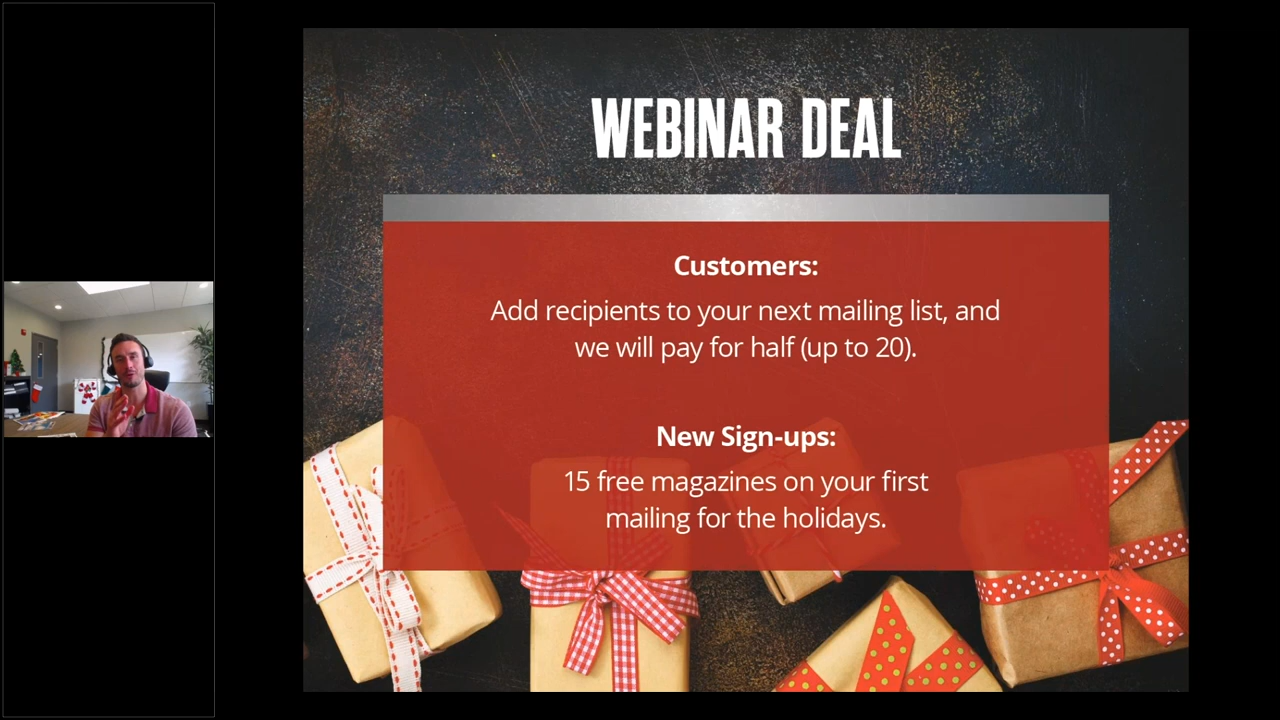 WEBINAR DEAL
Customers:
Add recipients to your next mailing list, and
we will pay for half (up to 20).
New Sign-ups:
15 free magazines on your first
mailing for the holidays.